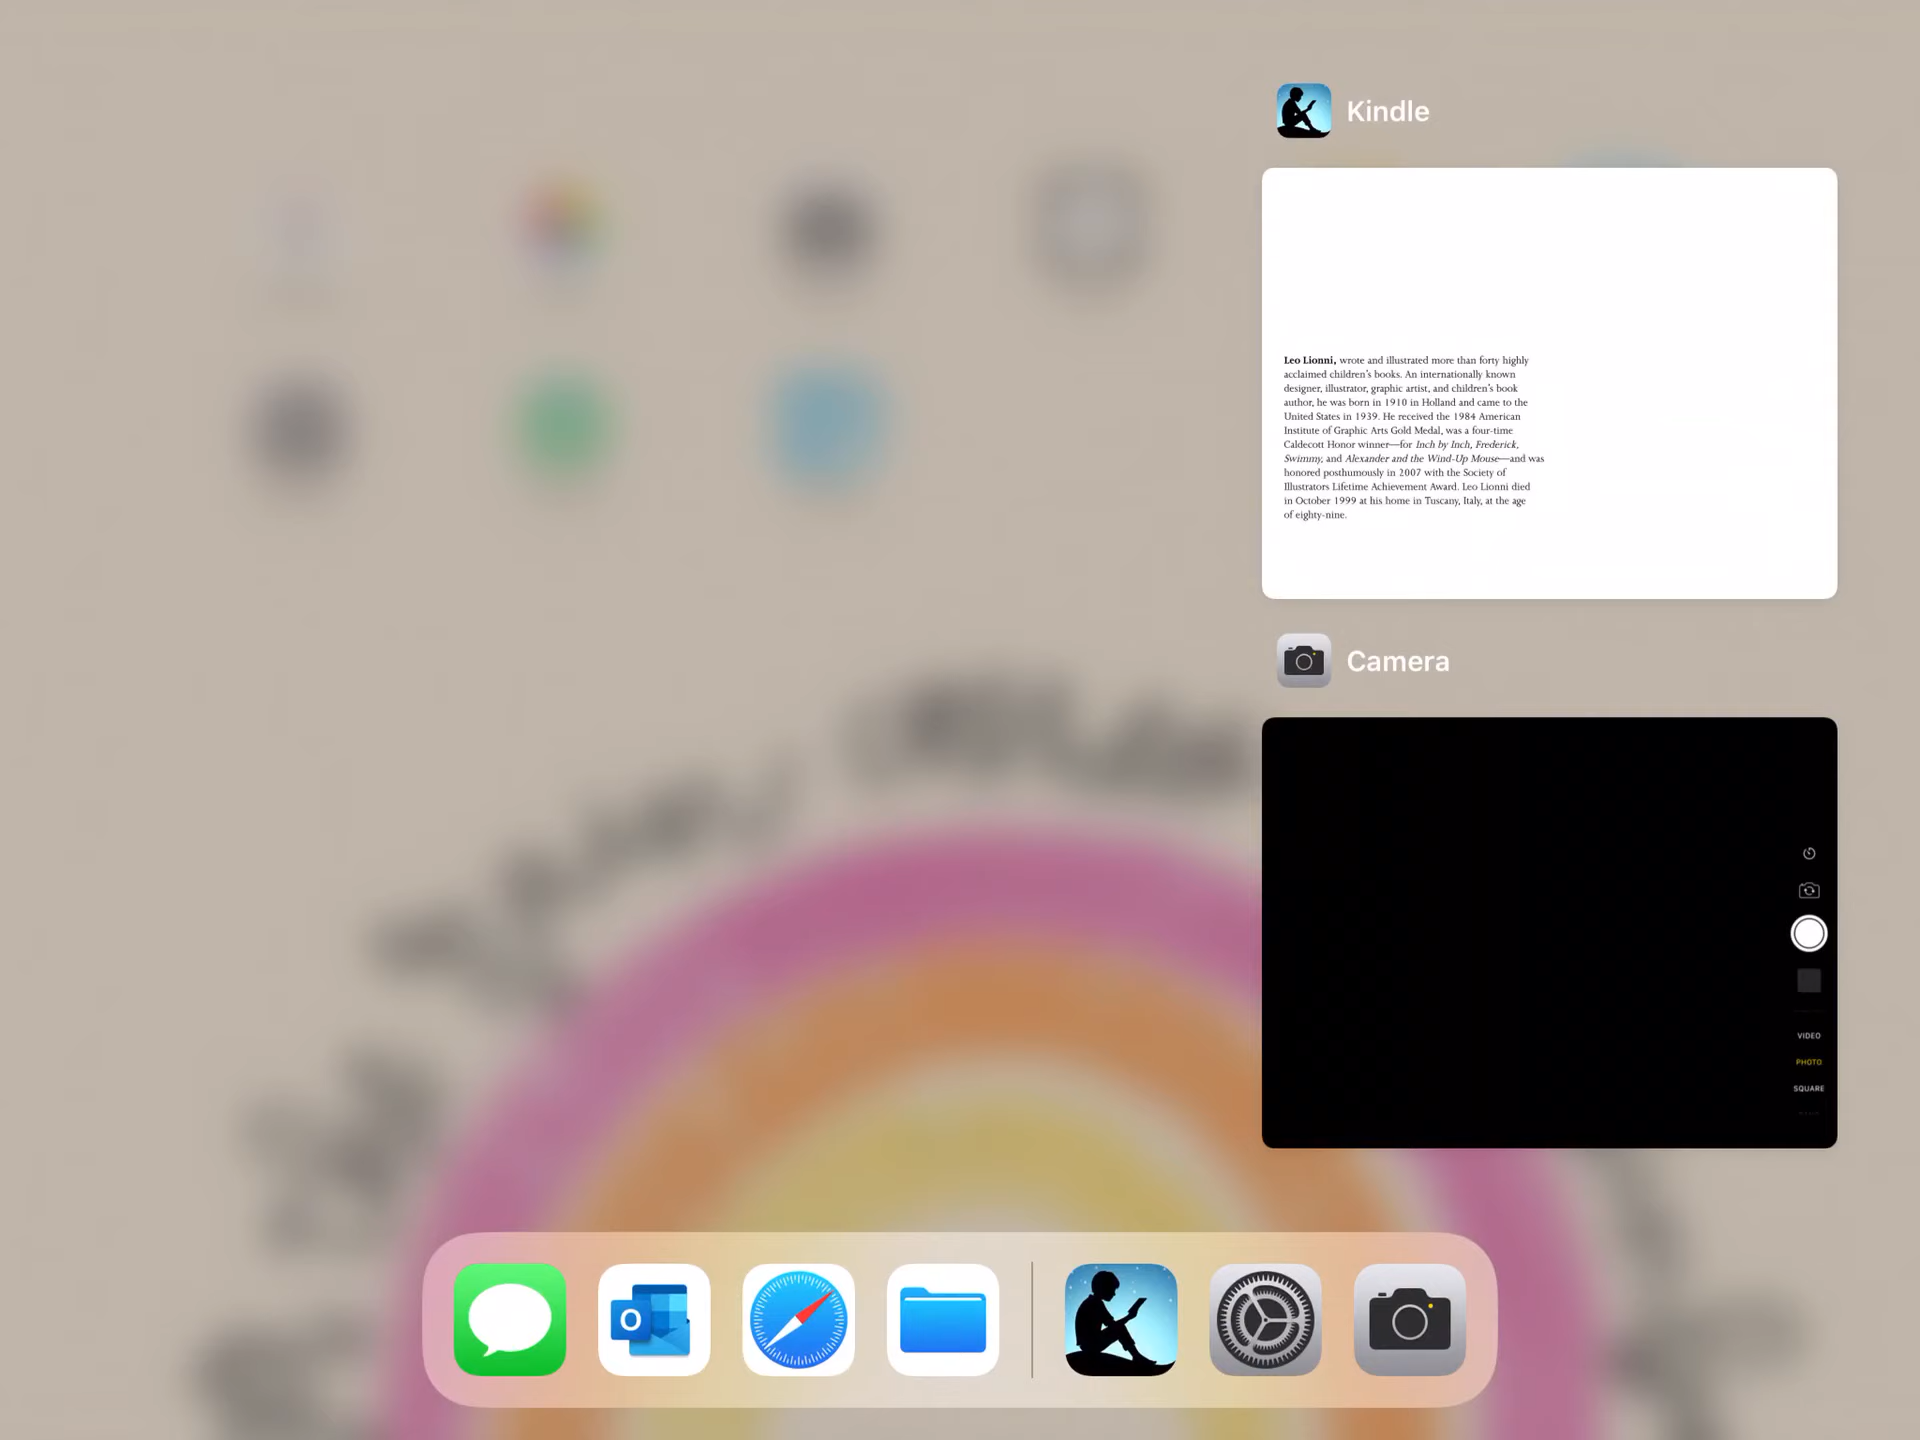 Kindle
Leo Lionni, wrote and illustrated more than forty highly
acclaimed children's books. An internationally known
designer, illustrator, graphic artist, and children's book
author, he was born in 1910 in Holland and came to the
United States in 1939. He received the 1984 American
Institute of Graphic Arts Gold Medal, was a four-time
Caldecott Honor winner—for Inch by Inch, Frederick,
Swimmy, and Alexander and the Wind-Up Mouse—and was
honored posthumously in 2007 with the Society of
Illustrators Lifetime Achievement Award. Leo Lionni died
in October 1999 at his home in Tuscany, Italy, at the age
of eighty-nine.
Camera
VIDEO
PHOTO
SQUARE
O